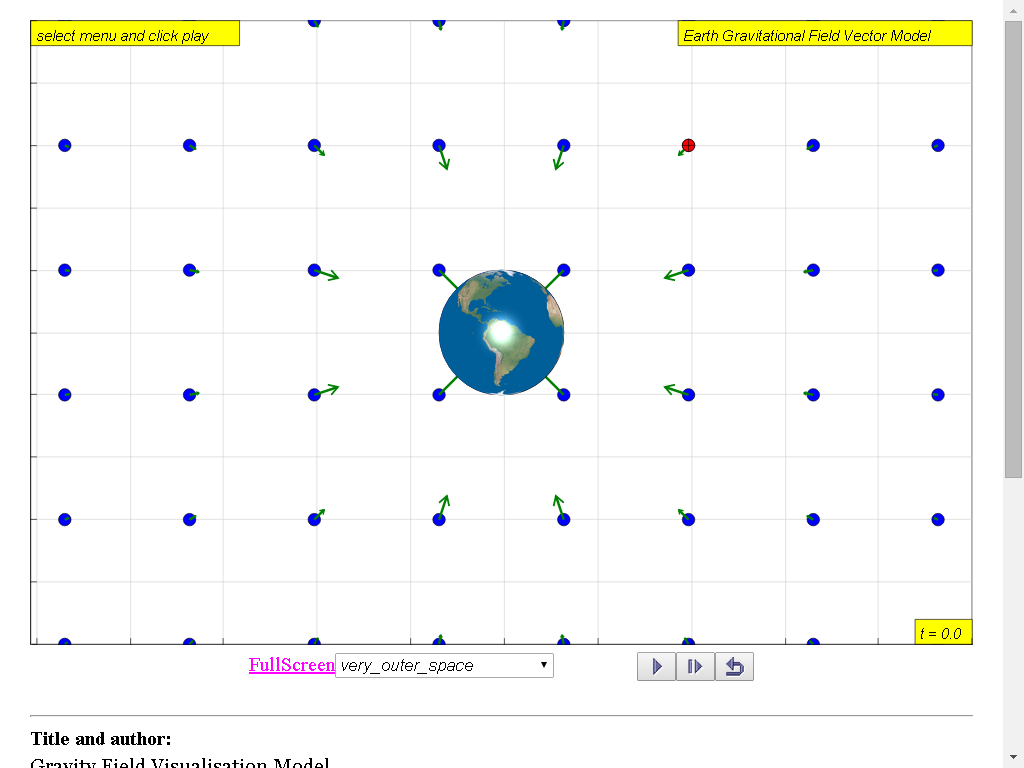 select menu and click play
Earth Gravitational Field Vector Model
t = 0.0
FullScreen very_outer_space
Title and author:
Gravity Field Visualisation Model